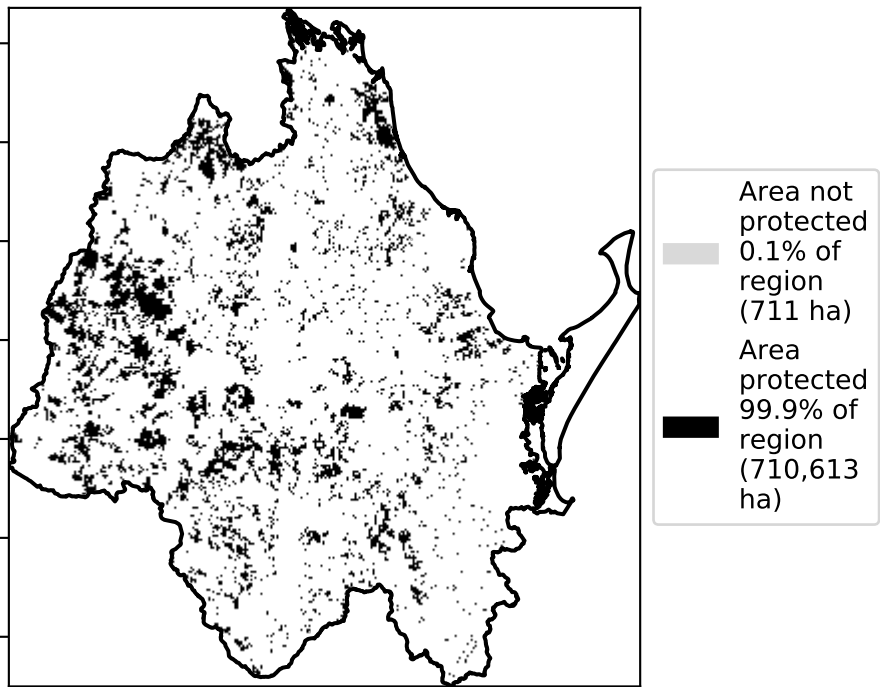 Area not
protected
0.1% of
region
(711 ha)
Area
protected
99.9% of
region
(710,613
ha)